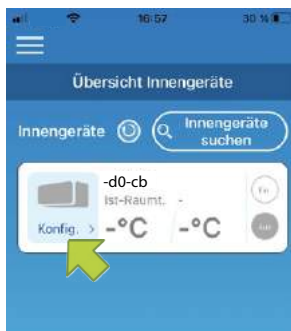 16:57 30 %
Übersicht Innengeräte
Innengeräte
Innengeräte
suchen
-d0-cb
Ist-Raumt. -
Konfig. > -°C -°C